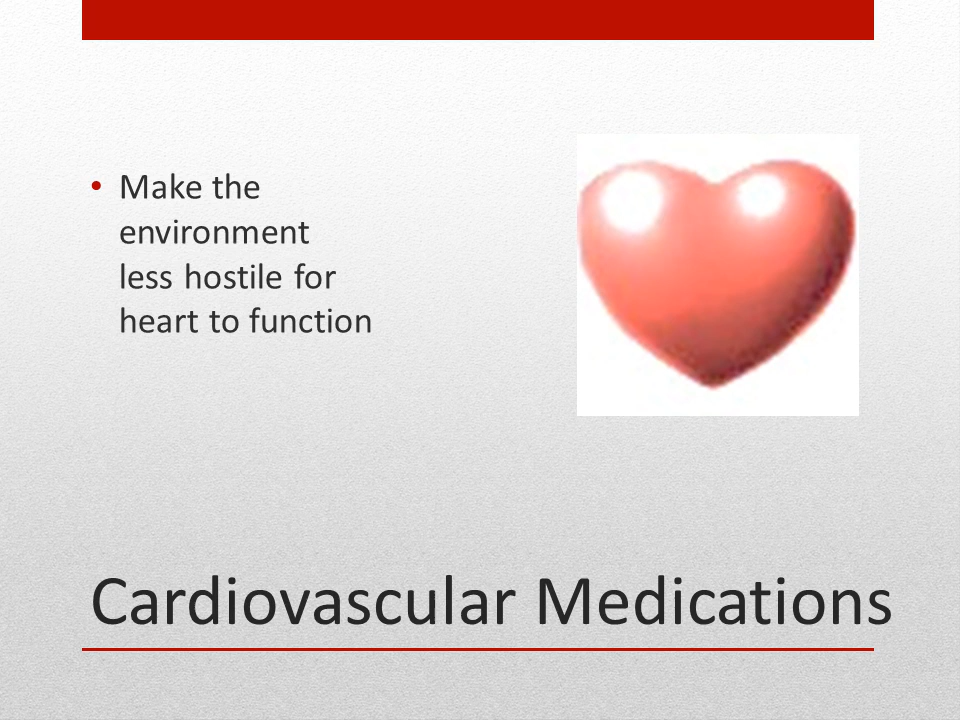 • Make the
environment
less hostile for
heart to function
Cardiovascular Medications